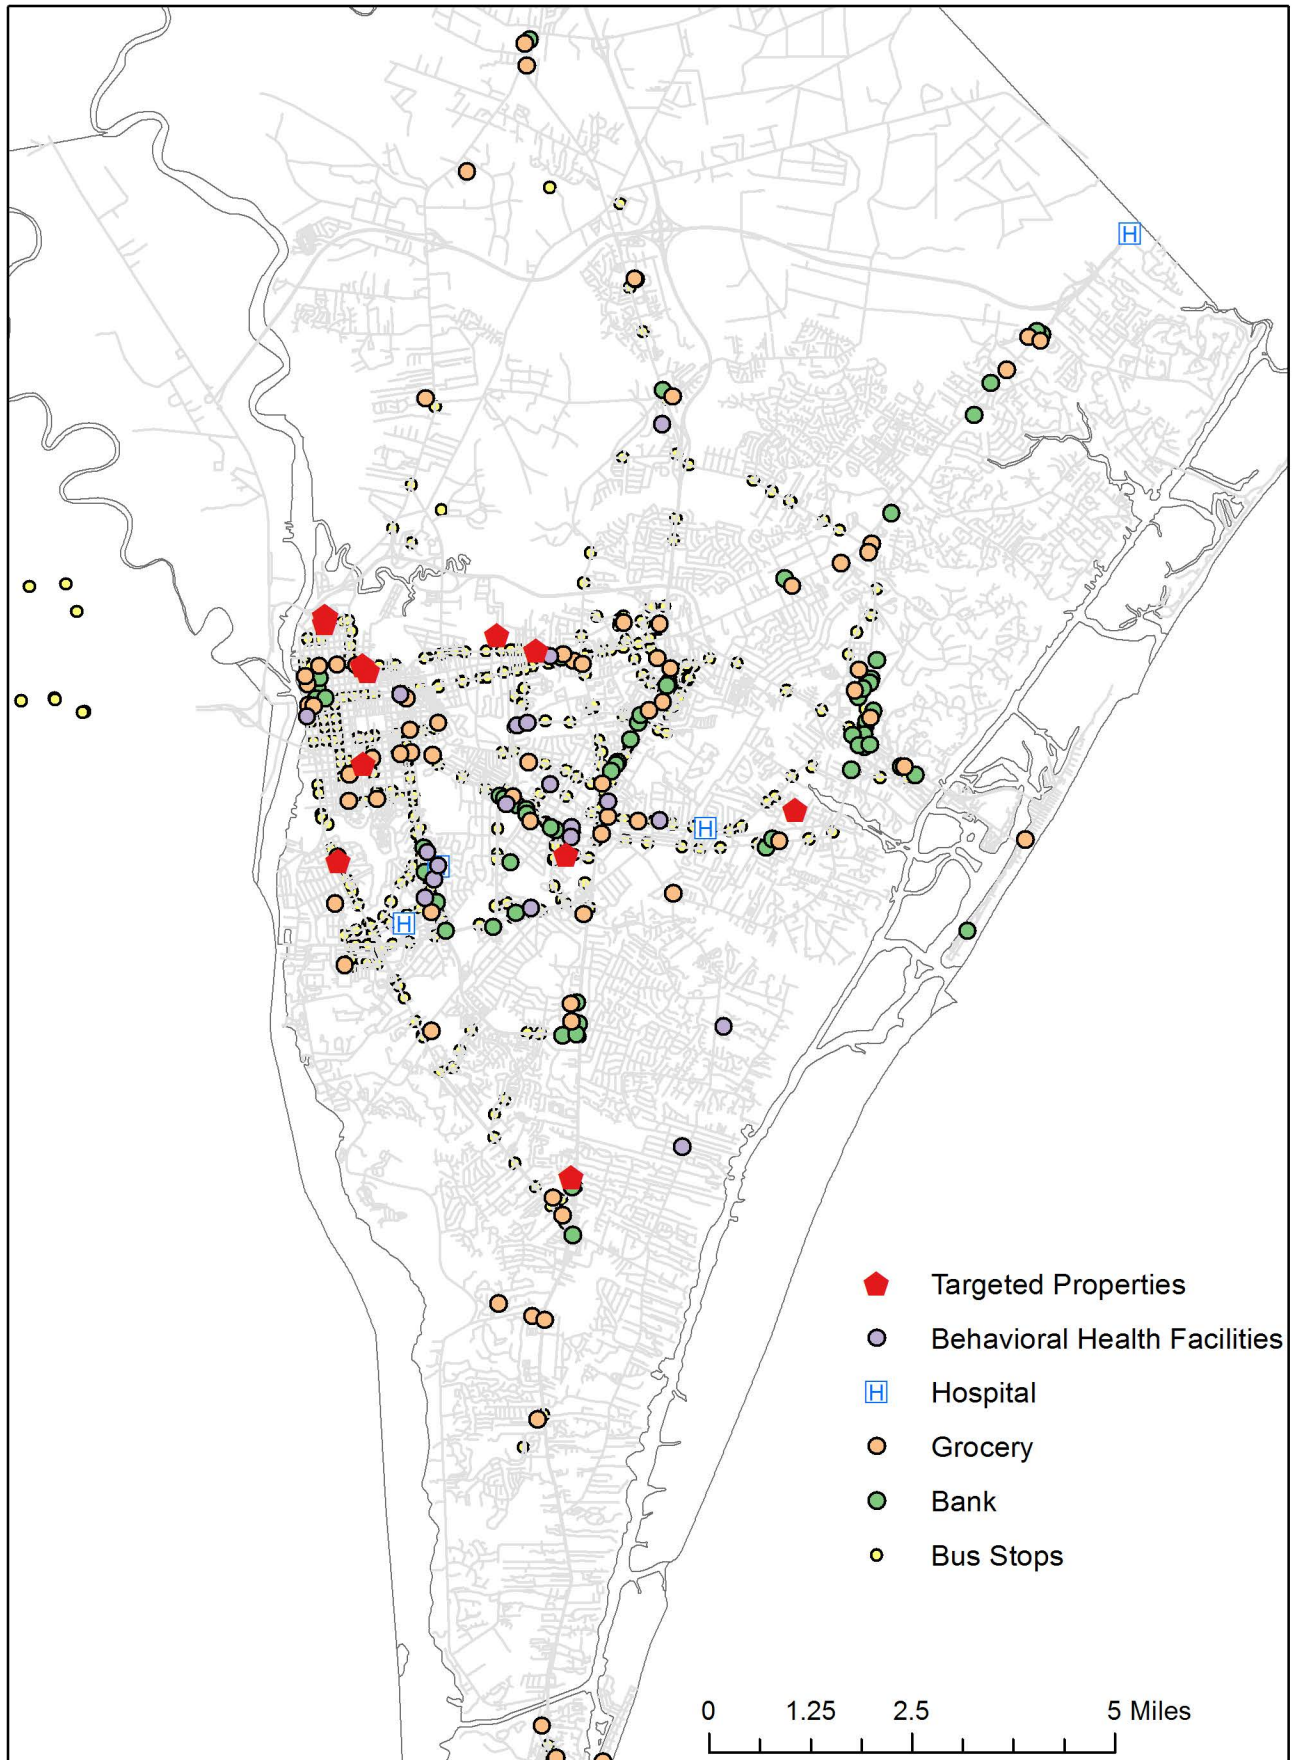 H
H
H
H
Targeted Properties
Behavioral Health Facilities
H Hospital
Grocery
Bank
Bus Stops
0 1.25 2.5 5 Miles